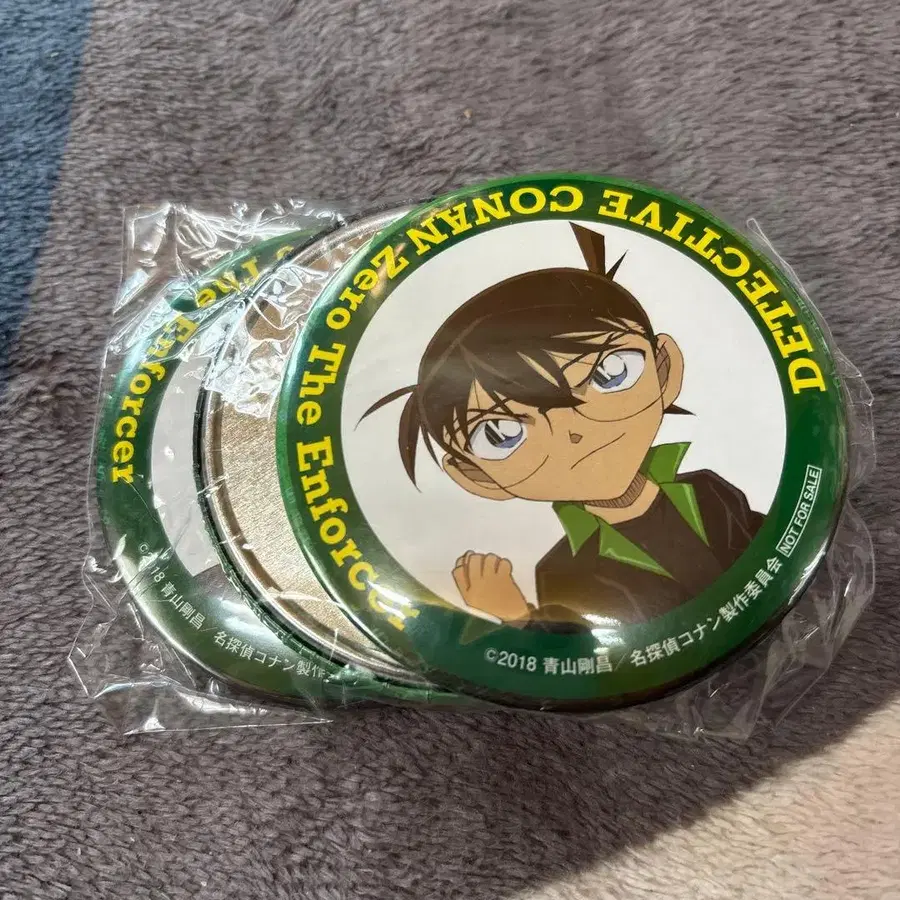 DETECTIVE CONAN Zero The Enforcer
©2018 青山剛昌／名探偵コナン製作委員会
NOT FOR SALE
The Enforcer
©2018 青山剛昌／名探偵コナン製作